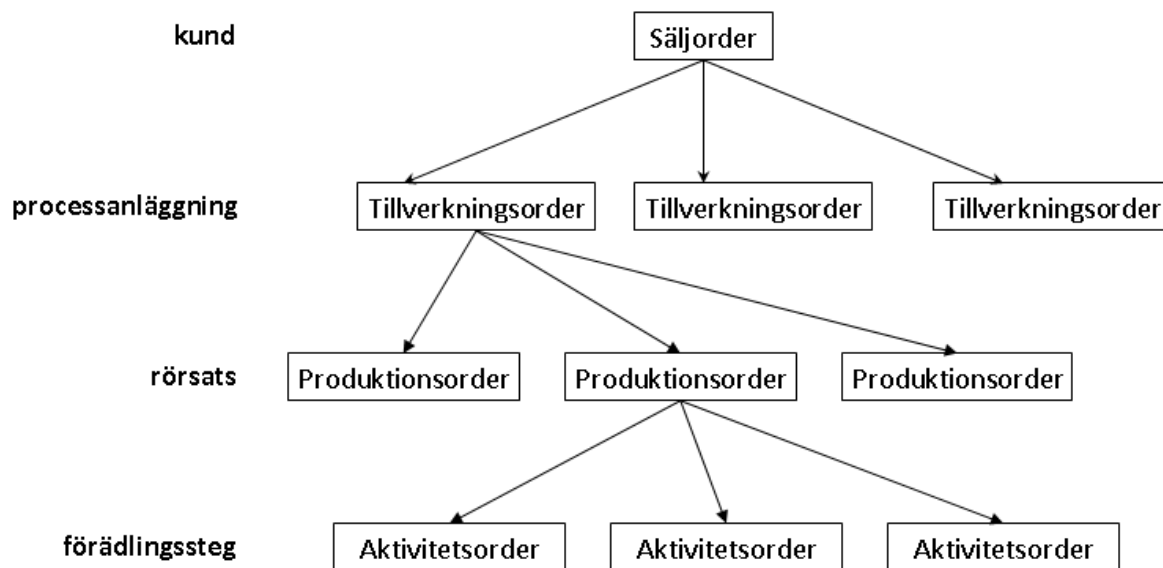 kund
Säljorder
processanläggning
Tillverkningsorder
Tillverkningsorder
Tillverkningsorder
rörsats
Produktionsorder
Produktionsorder
Produktionsorder
förädlingssteg
Aktivitetsorder
Aktivitetsorder
Aktivitetsorder